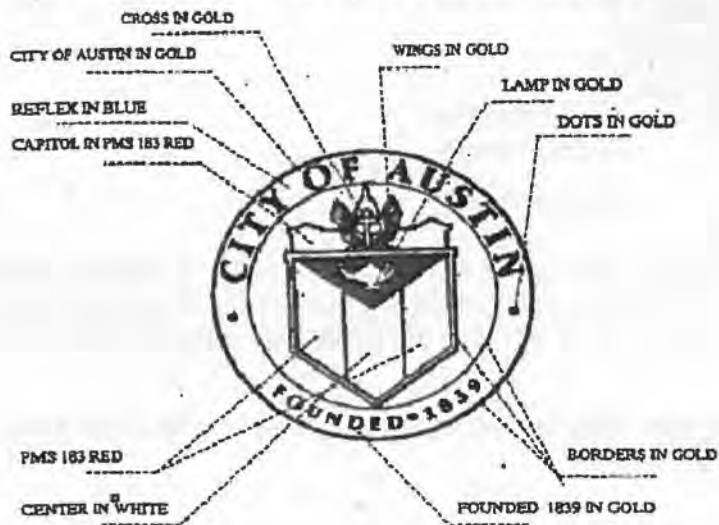 CROSS IN GOLD
CITY OF AUSTIN IN GOLD
WINGS IN GOLD
LAMP IN GOLD
REFLEX IN BLUE
DOTS IN GOLD
CAPITOL IN PMS 183 RED
CITY OF AUSTIN
FOUNDED 1839
PMS 183 RED
BORDERS IN GOLD
CENTER IN WHITE
FOUNDED 1839 IN GOLD